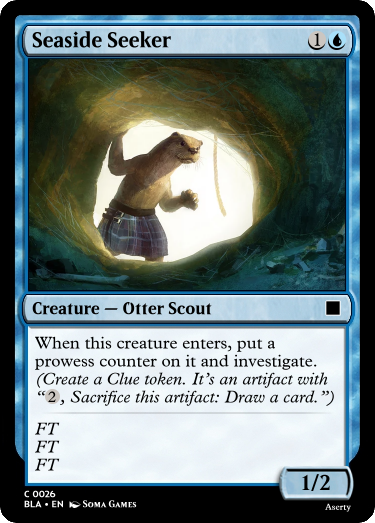 Seaside Seeker 1
Creature — Otter Scout
When this creature enters, put a
prowess counter on it and investigate.
(Create a Clue token. It's an artifact with
“2, Sacrifice this artifact: Draw a card.”)
FT
FT
FT
1/2
C 0026
BLA • EN Soma Games
Aserty